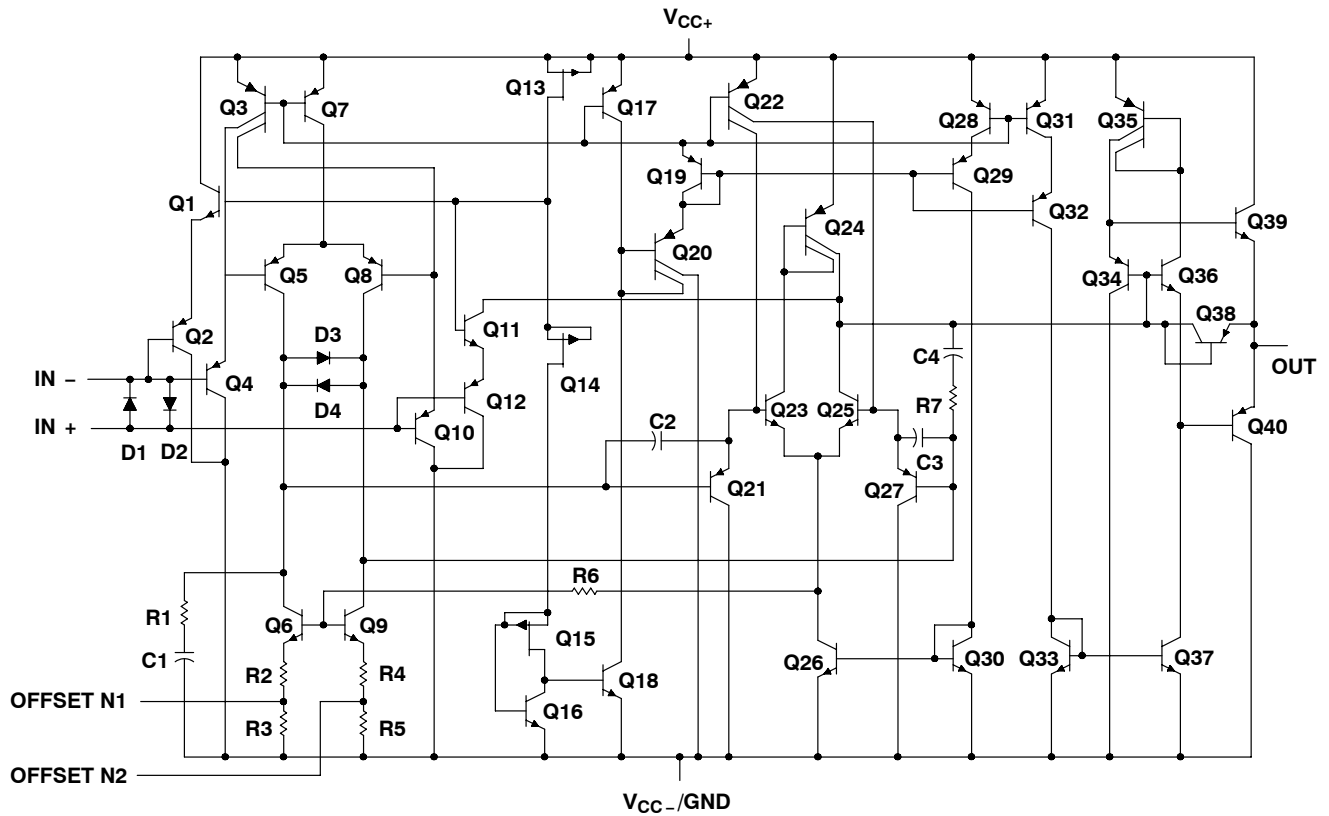 VCC+
Q3
Q7
Q13
Q17
Q22
Q28
Q31
Q35
Q19
Q29
Q1
Q32
Q39
Q20
Q24
Q5
Q8
Q34
Q36
Q38
Q11
Q2
D3
C4
Q14
OUT
IN −
Q4
D4
Q12
R7
Q23
Q25
IN +
D1
D2
Q10
C2
Q40
C3
Q21
Q27
R6
R1
Q6
Q9
Q15
C1
Q26
Q30
Q33
Q37
R2
R4
Q18
OFFSET N1
Q16
R3
R5
OFFSET N2
VCC−/GND